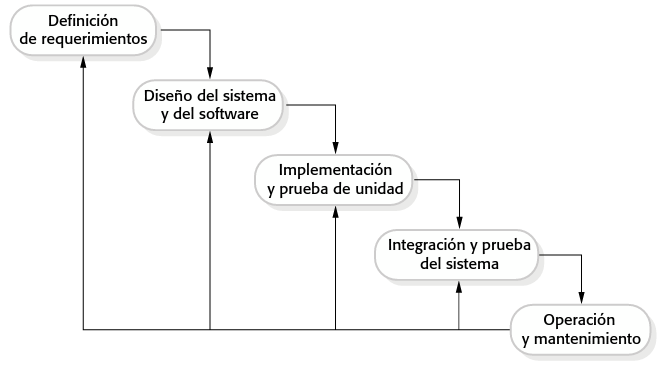 Definición
de requerimientos
Diseño del sistema
y del software
Implementación
y prueba de unidad
Integración y prueba
del sistema
Operación
y mantenimiento